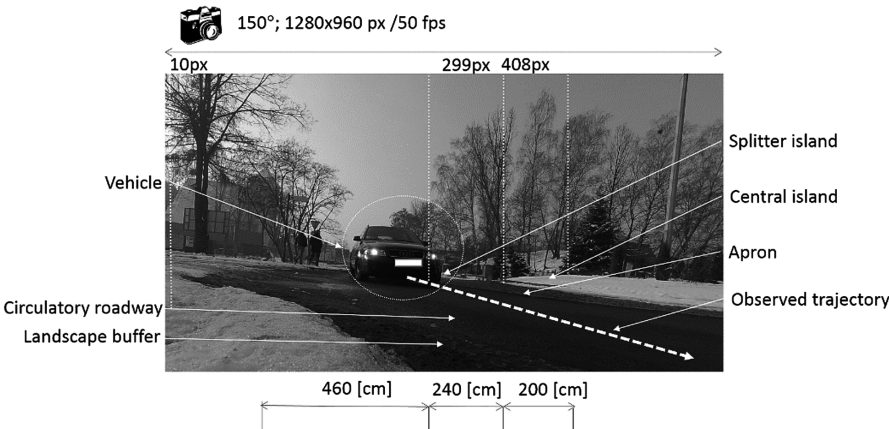 150°; 1280x960 px /50 fps
10px
299px
408px
Splitter island
Vehicle
Central island
Apron
Observed trajectory
Circulatory roadway
Landscape buffer
460 [cm]
240 [cm]
200 [cm]